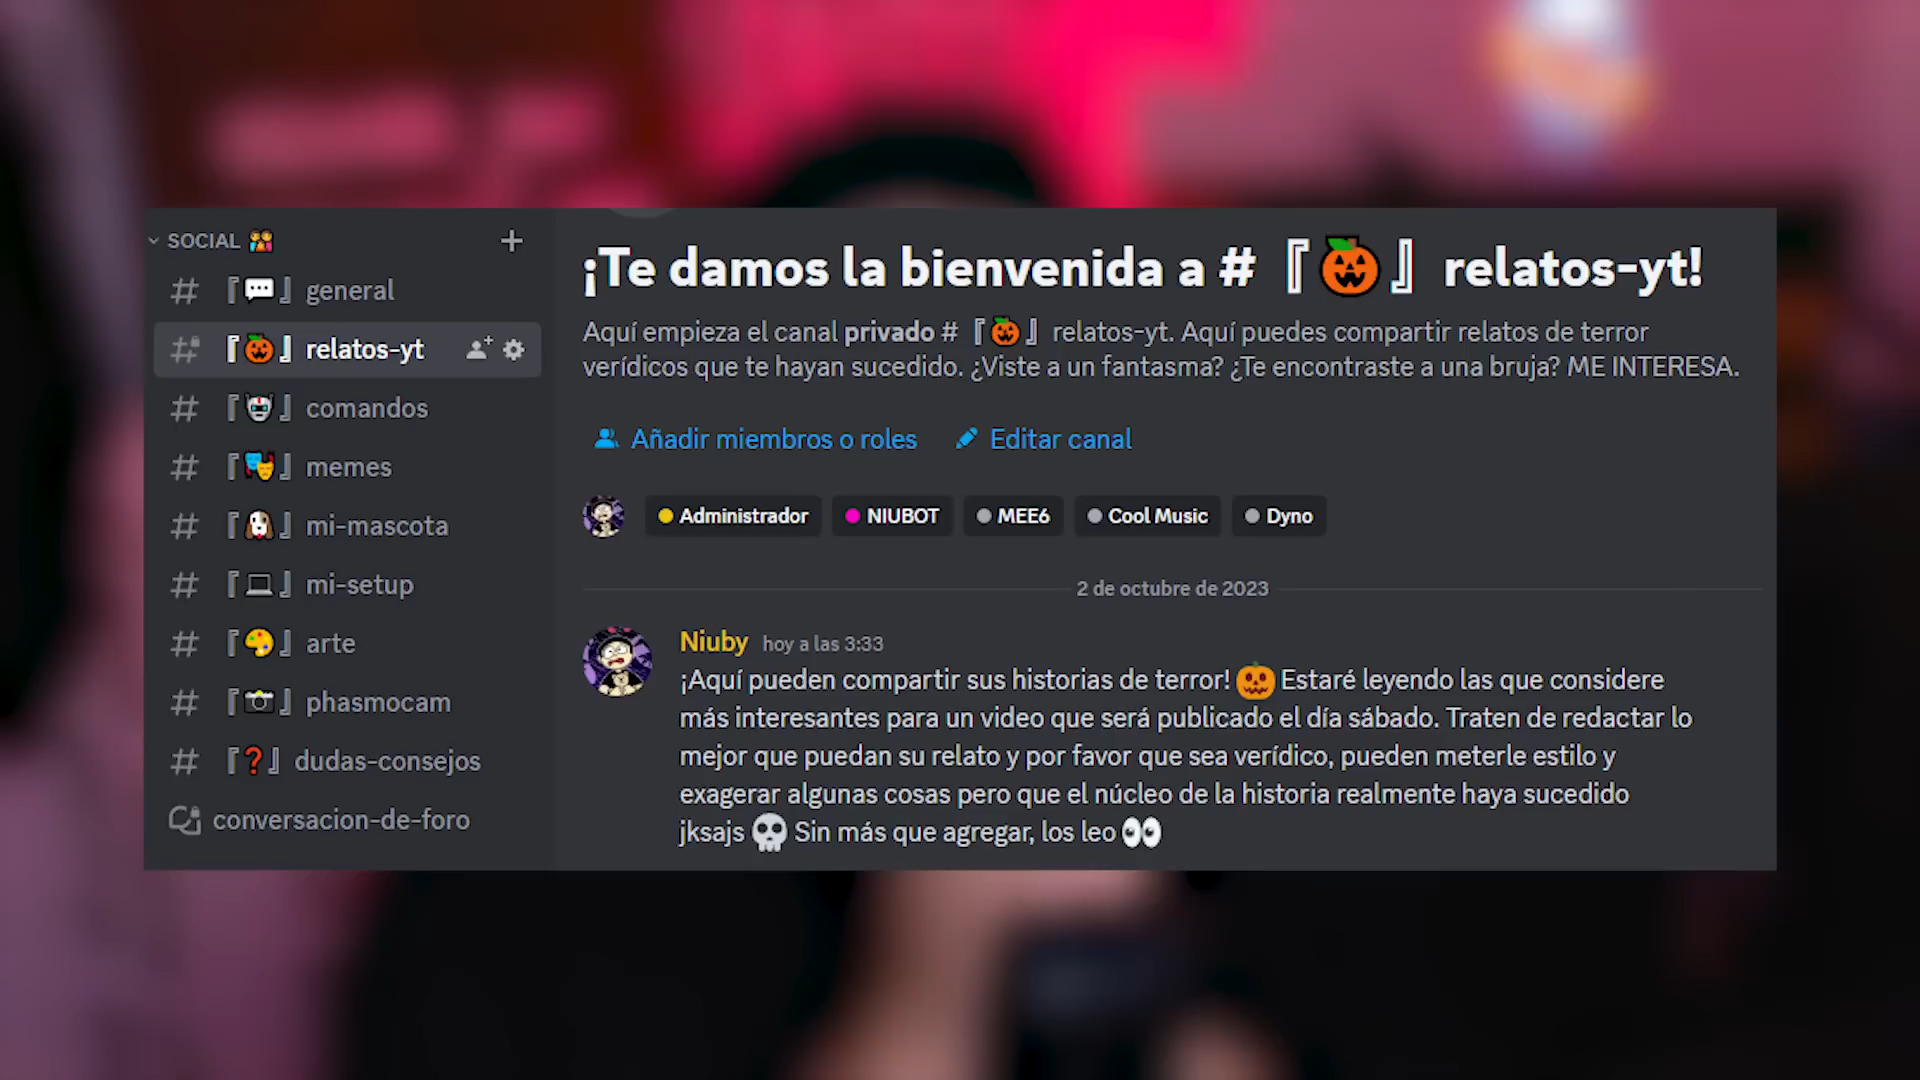 SOCIAL 👫
# 『💬』 general
# 『🎃』 relatos-yt
# 『🤖』 comandos
# 『🎭』 memes
# 『🐶』 mi-mascota
# 『💻』 mi-setup
# 『🎨』 arte
# 『📷』 phasmocam
# 『❓』 dudas-consejos
conversacion-de-foro
¡Te damos la bienvenida a # 『🎃』 relatos-yt!
Aquí empieza el canal privado # 『🎃』 relatos-yt. Aquí puedes compartir relatos de terror
verídicos que te hayan sucedido. ¿Viste a un fantasma? ¿Te encontraste a una bruja? ME INTERESA.
Añadir miembros o roles Editar canal
Administrador NIUBOT MEE6 Cool Music Dyno
2 de octubre de 2023
Niuby hoy a las 3:33
¡Aquí pueden compartir sus historias de terror! 🎃 Estaré leyendo las que considere
más interesantes para un video que será publicado el día sábado. Traten de redactar lo
mejor que puedan su relato y por favor que sea verídico, pueden meterle estilo y
exagerar algunas cosas pero que el núcleo de la historia realmente haya sucedido
jksajs 💀 Sin más que agregar, los leo 👀